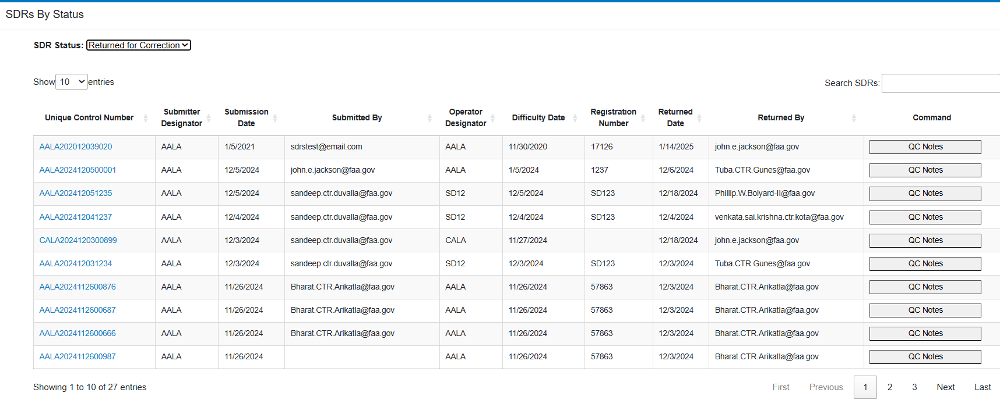 SDRs By Status
SDR Status: Returned for Correction
Show 10 entries
Search SDRs:
Unique Control Number Submitter Designator Submission Date Submitted By Operator Designator Difficulty Date Registration Number Returned Date Returned By Command
AALA202012039020 AALA 1/5/2021 sdrstest@email.com AALA 11/30/2020 17126 1/14/2025 john.e.jackson@faa.gov QC Notes
AALA2024120500001 AALA 12/5/2024 john.e.jackson@faa.gov AALA 1/5/2024 1237 12/6/2024 Tuba.CTR.Gunes@faa.gov QC Notes
AALA202412051235 AALA 12/5/2024 sandeep.ctr.duvalla@faa.gov SD12 12/5/2024 SD123 12/18/2024 Phillip.W.Bolyard-II@faa.gov QC Notes
AALA202412041237 AALA 12/4/2024 sandeep.ctr.duvalla@faa.gov SD12 12/4/2024 SD123 12/4/2024 venkata.sai.krishna.ctr.kota@faa.gov QC Notes
CALA2024120300899 AALA 12/3/2024 sandeep.ctr.duvalla@faa.gov CALA 11/27/2024 12/18/2024 john.e.jackson@faa.gov QC Notes
AALA202412031234 AALA 12/3/2024 sandeep.ctr.duvalla@faa.gov SD12 12/3/2024 SD123 12/3/2024 Tuba.CTR.Gunes@faa.gov QC Notes
AALA2024112600876 AALA 11/26/2024 Bharat.CTR.Arikatla@faa.gov AALA 11/26/2024 57863 12/3/2024 Bharat.CTR.Arikatla@faa.gov QC Notes
AALA2024112600687 AALA 11/26/2024 Bharat.CTR.Arikatla@faa.gov AALA 11/26/2024 57863 12/3/2024 Bharat.CTR.Arikatla@faa.gov QC Notes
AALA2024112600666 AALA 11/26/2024 Bharat.CTR.Arikatla@faa.gov AALA 11/26/2024 57863 12/3/2024 Bharat.CTR.Arikatla@faa.gov QC Notes
AALA2024112600987 AALA 11/26/2024 AALA 11/26/2024 57863 12/3/2024 Bharat.CTR.Arikatla@faa.gov QC Notes
Showing 1 to 10 of 27 entries
First Previous 1 2 3 Next Last